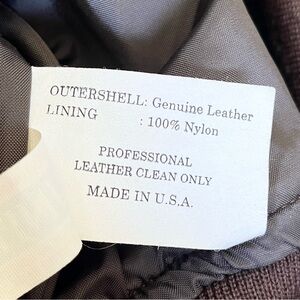 OUTERSHELL: Genuine Leather
LINING : 100% Nylon
PROFESSIONAL
LEATHER CLEAN ONLY
MADE IN U.S.A.